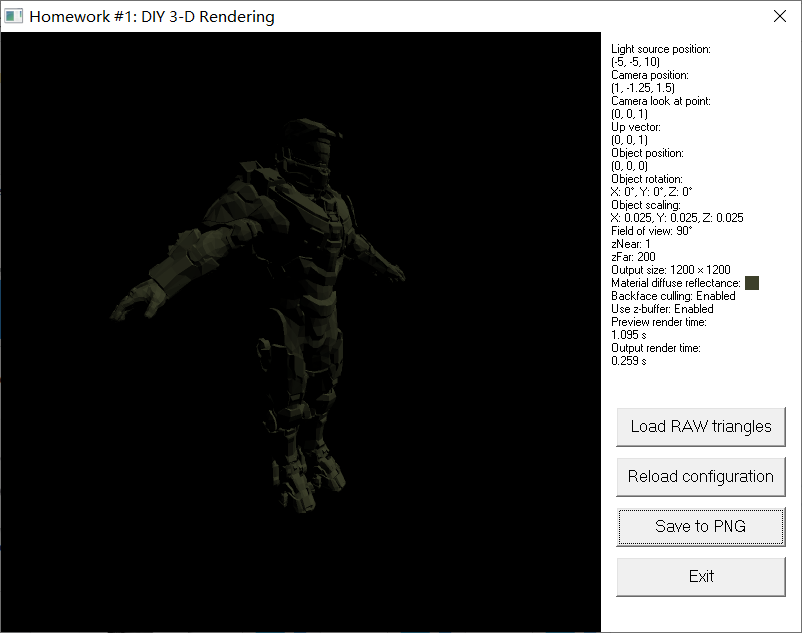 Homework #1: DIY 3-D Rendering
Light source position:
(-5, -5, 10)
Camera position:
(1, -1.25, 1.5)
Camera look at point:
(0, 0, 1)
Up vector:
(0, 0, 1)
Object position:
(0, 0, 0)
Object rotation:
X: 0°, Y: 0°, Z: 0°
Object scaling:
X: 0.025, Y: 0.025, Z: 0.025
Field of view: 90°
zNear: 1
zFar: 200
Output size: 1200 × 1200
Material diffuse reflectance:
Backface culling: Enabled
Use z-buffer: Enabled
Preview render time:
1.095 s
Output render time:
0.259 s
Load RAW triangles
Reload configuration
Save to PNG
Exit